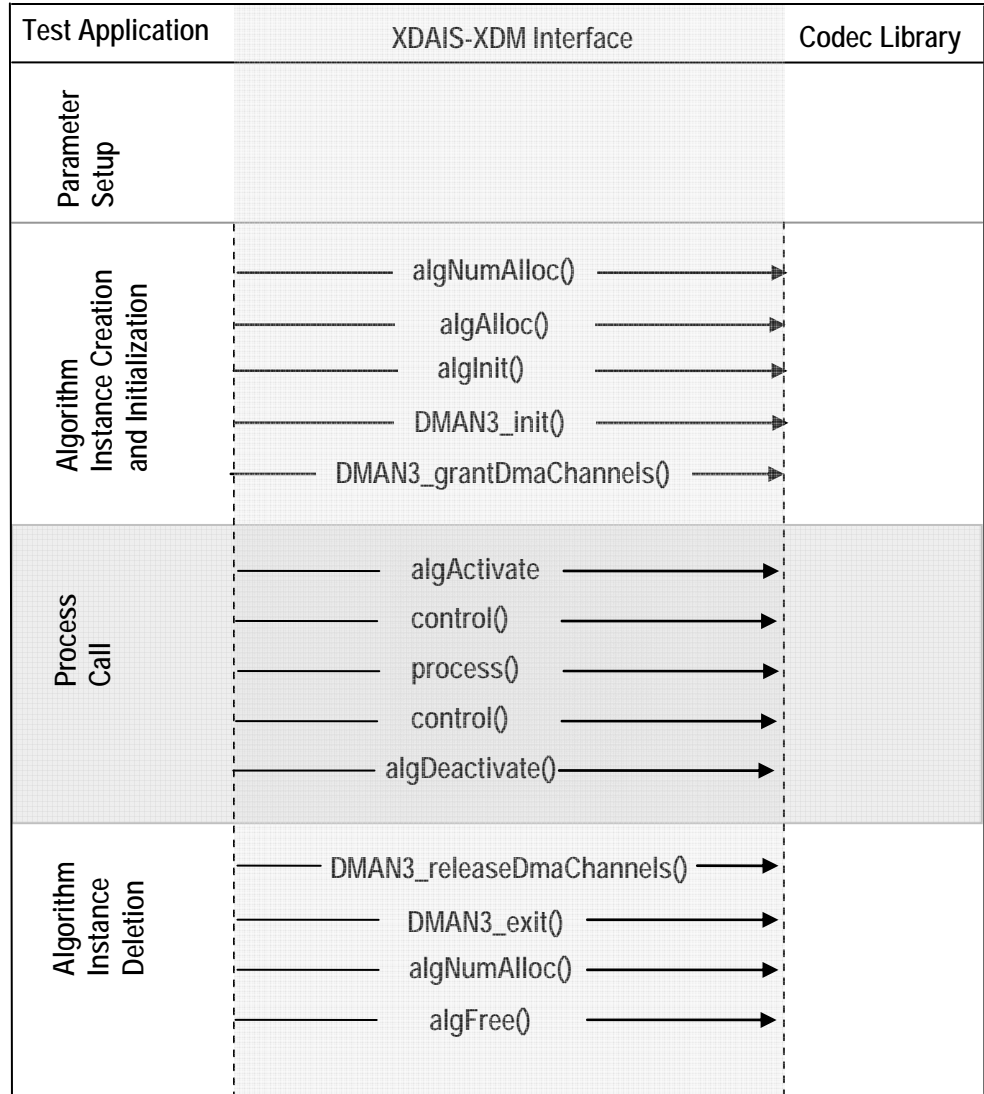 Test Application
XDAIS-XDM Interface
Codec Library
Parameter
Setup
Algorithm
Instance Creation
and Initialization
algNumAlloc()
algAlloc()
algInit()
DMAN3_init()
DMAN3_grantDmaChannels()
Process
Call
algActivate
control()
process()
control()
algDeactivate()
Algorithm
Instance
Deletion
DMAN3_releaseDmaChannels()
DMAN3_exit()
algNumAlloc()
algFree()